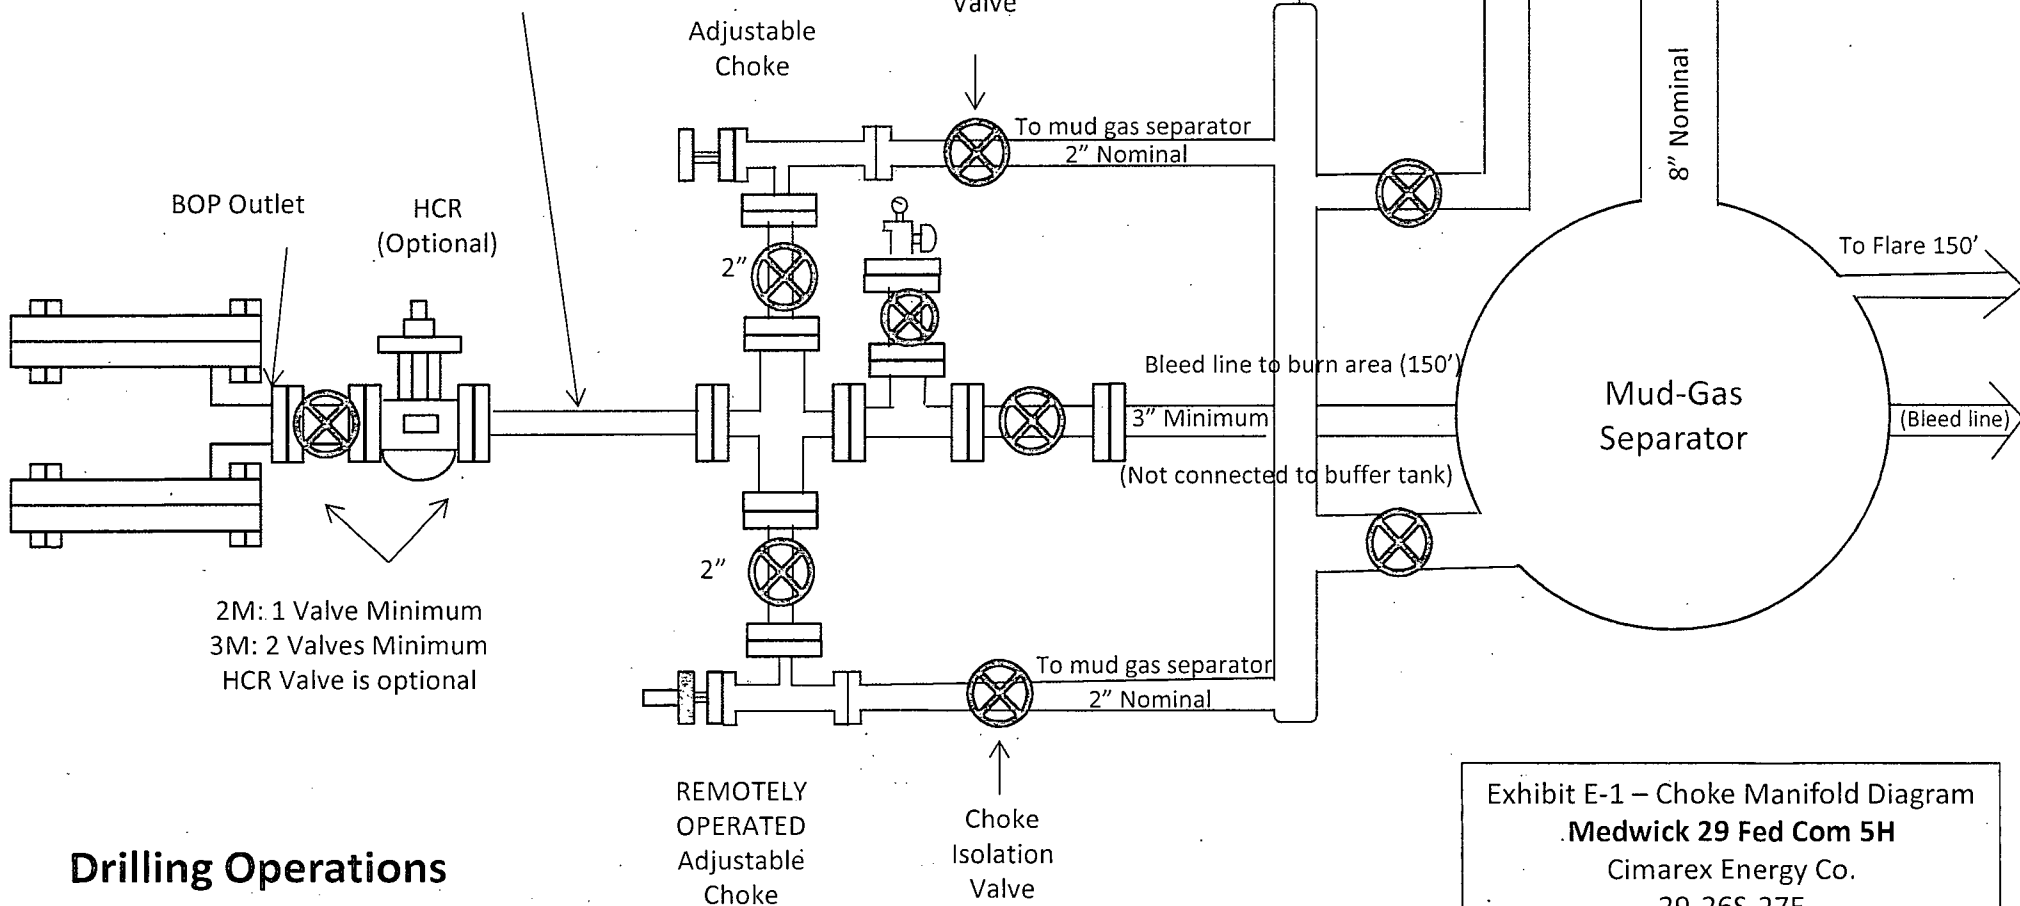 Valve
Adjustable
Choke
To mud gas separator
2” Nominal
8” Nominal
BOP Outlet
HCR
(Optional)
2”
To Flare 150’
Bleed line to burn area (150’)
3” Minimum
(Not connected to buffer tank)
Mud-Gas
Separator
(Bleed line)
2”
2M: 1 Valve Minimum
3M: 2 Valves Minimum
HCR Valve is optional
To mud gas separator
2” Nominal
REMOTELY
OPERATED
Adjustable
Choke
Choke
Isolation
Valve
Drilling Operations
Exhibit E-1 – Choke Manifold Diagram
Medwick 29 Fed Com 5H
Cimarex Energy Co.
29-26S-27E